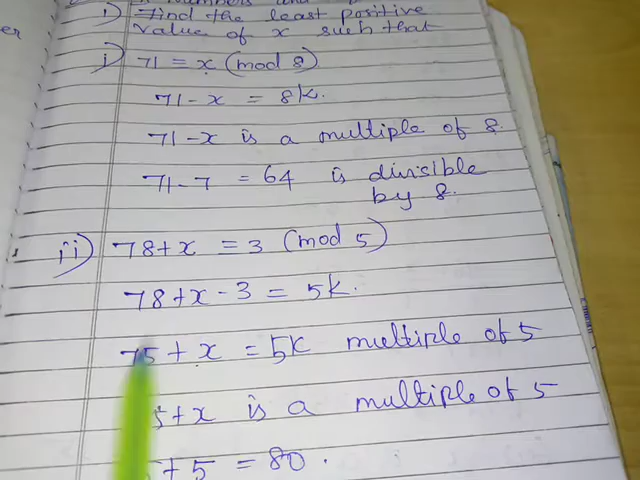 1) Find the least positive
value of x such that
i) 71 = x (mod 8)
71 - x = 8k.
71 - x is a multiple of 8.
71 - 7 = 64 is divisible
by 8.
ii) 78 + x = 3 (mod 5)
78 + x - 3 = 5k.
75 + x = 5k multiple of 5
5 + x is a multiple of 5
+ 5 = 80.